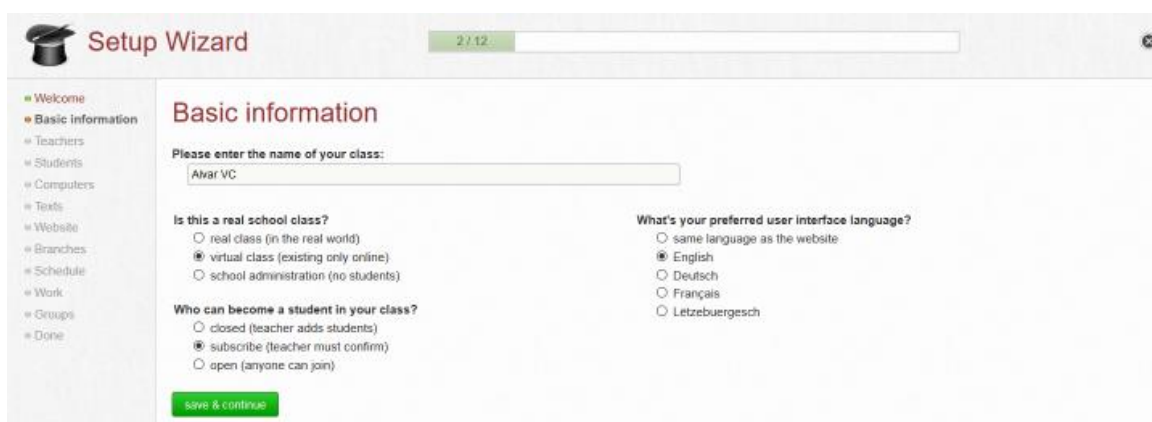 Setup Wizard
2 / 12
Welcome
Basic information
Teachers
Students
Computers
Texts
Website
Branches
Schedule
Work
Groups
Done
Basic information
Please enter the name of your class:
Alvar VC
Is this a real school class?
real class (in the real world)
virtual class (existing only online)
school administration (no students)
Who can become a student in your class?
closed (teacher adds students)
subscribe (teacher must confirm)
open (anyone can join)
What's your preferred user interface language?
same language as the website
English
Deutsch
Français
Lëtzebuergesch
save & continue